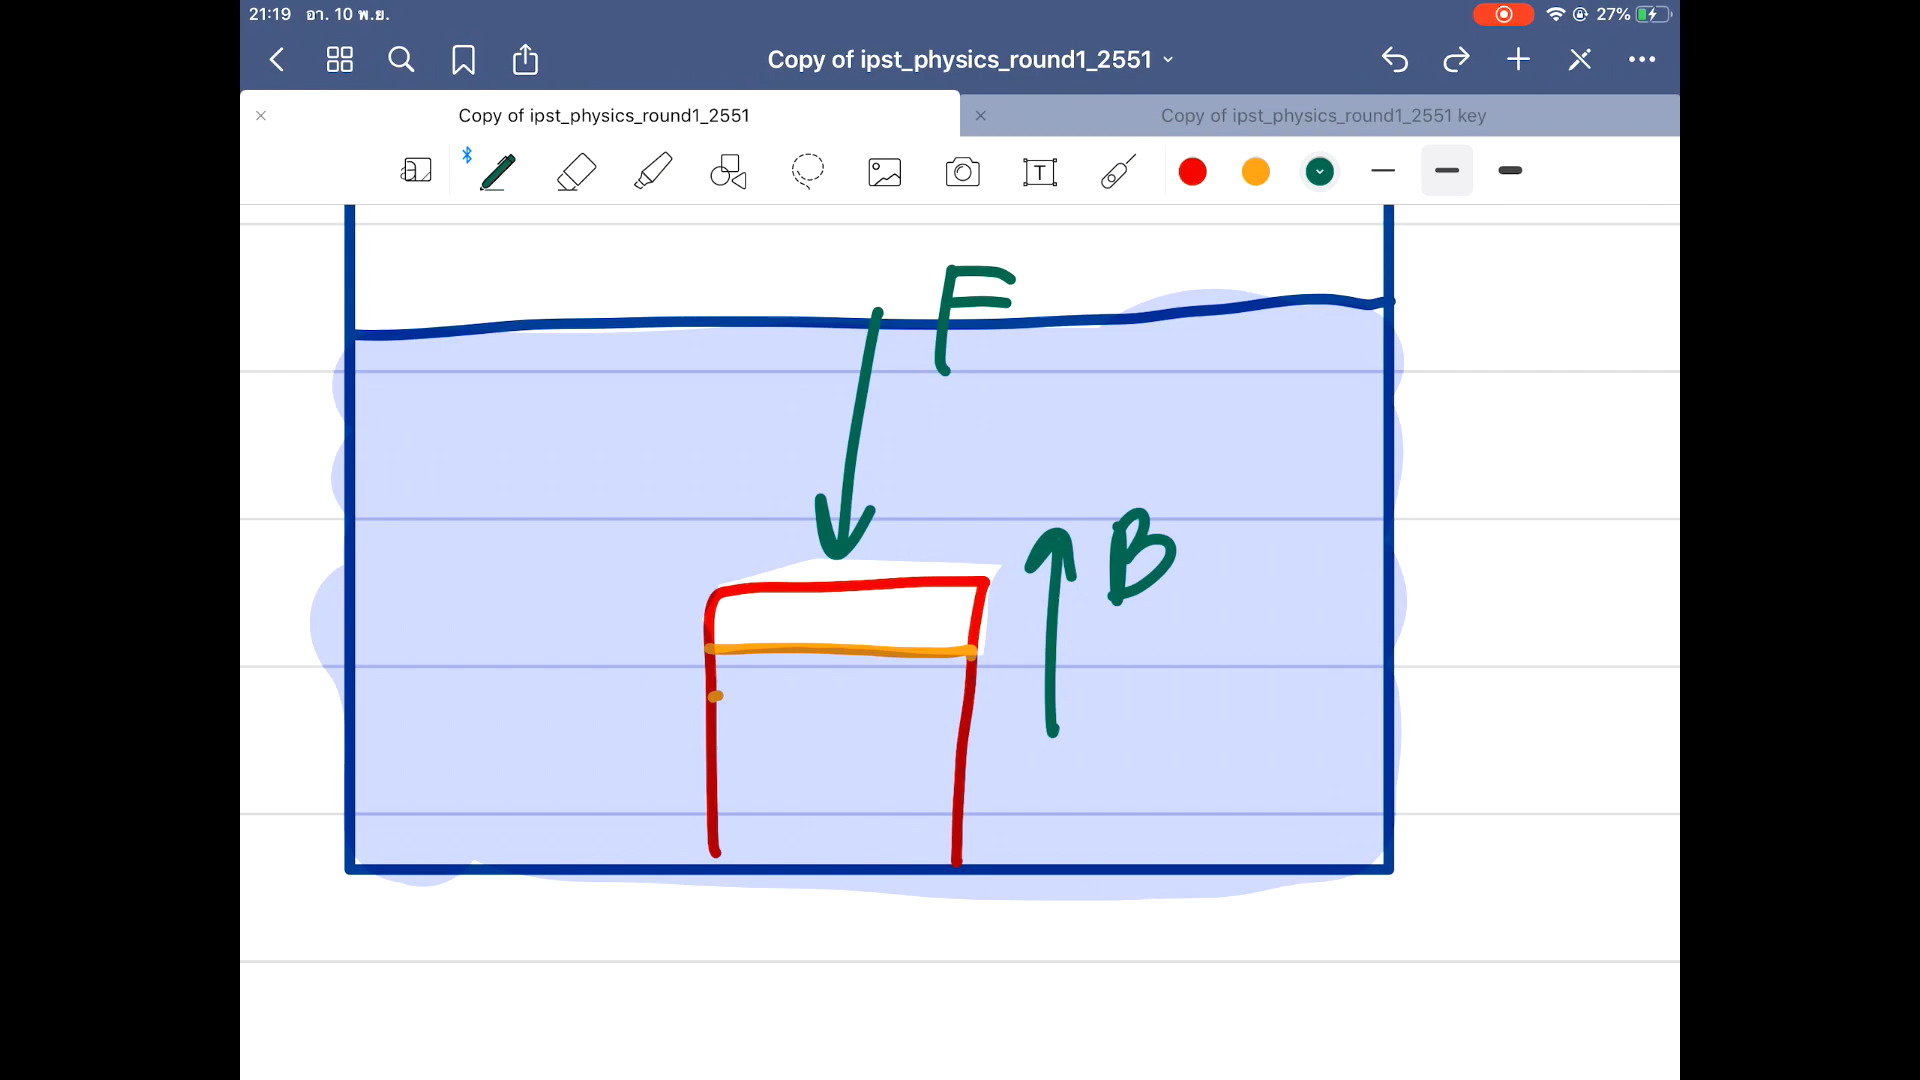 21:19 อา. 10 พ.ย.
27%
Copy of ipst_physics_round1_2551
Copy of ipst_physics_round1_2551
Copy of ipst_physics_round1_2551 key
a
T
F
B